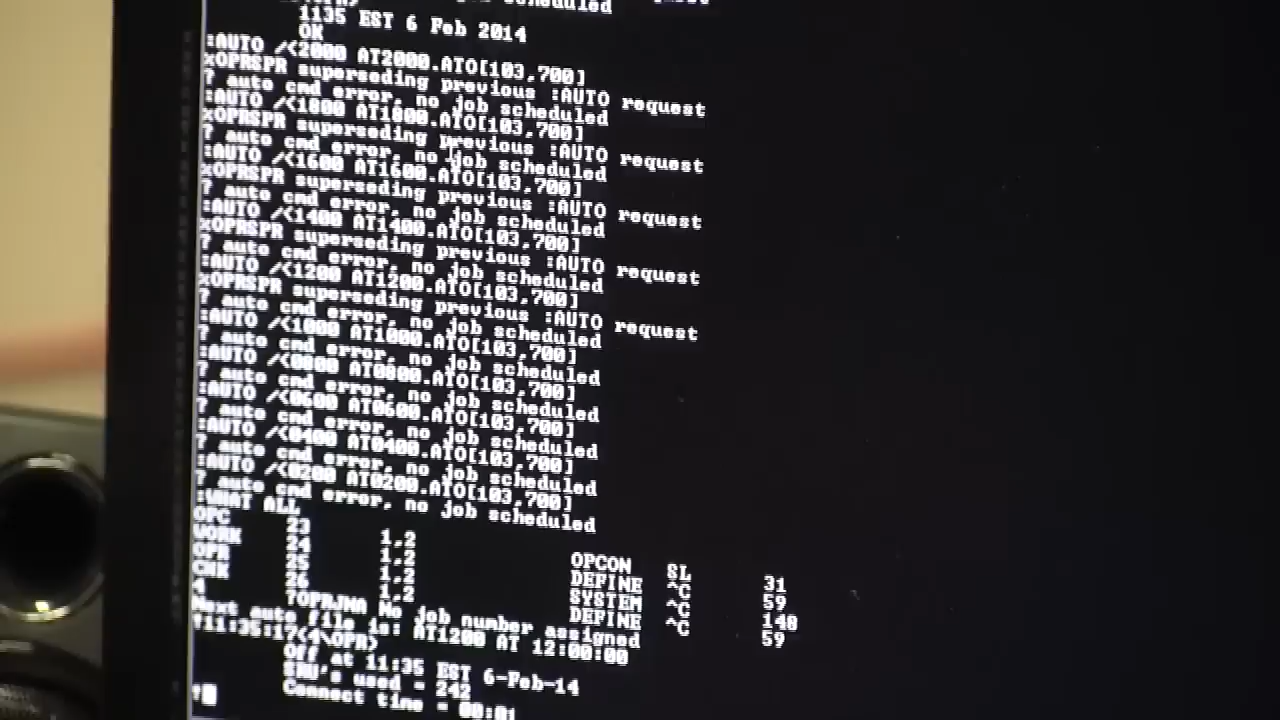 scheduled
1135 EST 6 Feb 2014
OK
:AUTO /<2000 AT2000.ATO[103,700]
%OPRSPR superseding previous :AUTO request
? auto cmd error, no job scheduled
:AUTO /<1800 AT1800.ATO[103,700]
%OPRSPR superseding previous :AUTO request
? auto cmd error, no job scheduled
:AUTO /<1600 AT1600.ATO[103,700]
%OPRSPR superseding previous :AUTO request
? auto cmd error, no job scheduled
:AUTO /<1400 AT1400.ATO[103,700]
%OPRSPR superseding previous :AUTO request
? auto cmd error, no job scheduled
:AUTO /<1200 AT1200.ATO[103,700]
%OPRSPR superseding previous :AUTO request
? auto cmd error, no job scheduled
:AUTO /<1000 AT1000.ATO[103,700]
? auto cmd error, no job scheduled
:AUTO /<0800 AT0800.ATO[103,700]
? auto cmd error, no job scheduled
:AUTO /<0600 AT0600.ATO[103,700]
? auto cmd error, no job scheduled
:AUTO /<0400 AT0400.ATO[103,700]
? auto cmd error, no job scheduled
:AUTO /<0200 AT0200.ATO[103,700]
? auto cmd error, no job scheduled
:WHAT ALL
OPC 23 1,2 OPCON SL 31
WORK 24 1,2 DEFINE ^C 59
OPR 25 1,2 SYSTEM ^C 140
CNK 26 1,2 DEFINE ^C 59
4 ?OPRJNA No job number assigned
Next auto file is: AT1200 AT 12:00:00
!11:35:17(4\OPR)
Off at 11:35 EST 6-Feb-14
SRU's used = 242
Connect time = 00:01